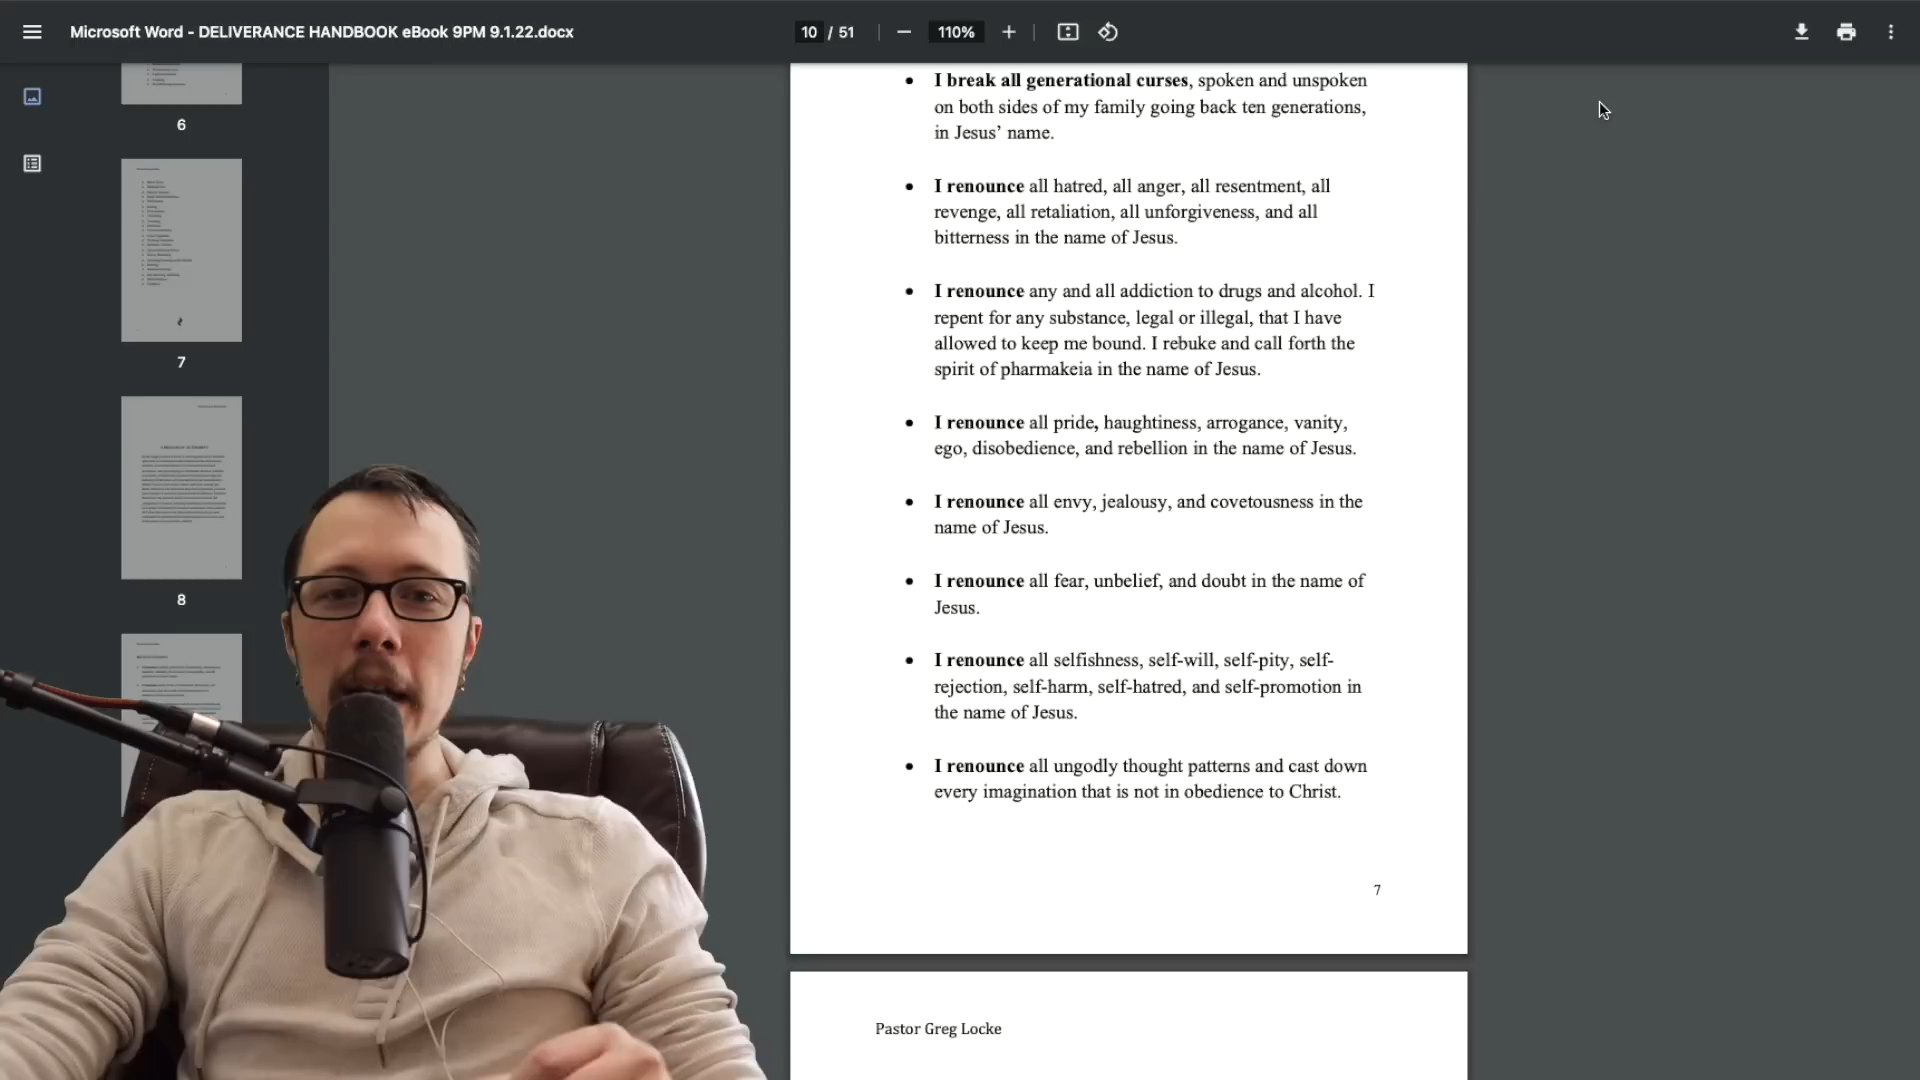 Microsoft Word - DELIVERANCE HANDBOOK eBook 9PM 9.1.22.docx
10 / 51
110%
6
7
8
• I break all generational curses, spoken and unspoken
on both sides of my family going back ten generations,
in Jesus’ name.
• I renounce all hatred, all anger, all resentment, all
revenge, all retaliation, all unforgiveness, and all
bitterness in the name of Jesus.
• I renounce any and all addiction to drugs and alcohol. I
repent for any substance, legal or illegal, that I have
allowed to keep me bound. I rebuke and call forth the
spirit of pharmakeia in the name of Jesus.
• I renounce all pride, haughtiness, arrogance, vanity,
ego, disobedience, and rebellion in the name of Jesus.
• I renounce all envy, jealousy, and covetousness in the
name of Jesus.
• I renounce all fear, unbelief, and doubt in the name of
Jesus.
• I renounce all selfishness, self-will, self-pity, self-
rejection, self-harm, self-hatred, and self-promotion in
the name of Jesus.
• I renounce all ungodly thought patterns and cast down
every imagination that is not in obedience to Christ.
7
Pastor Greg Locke